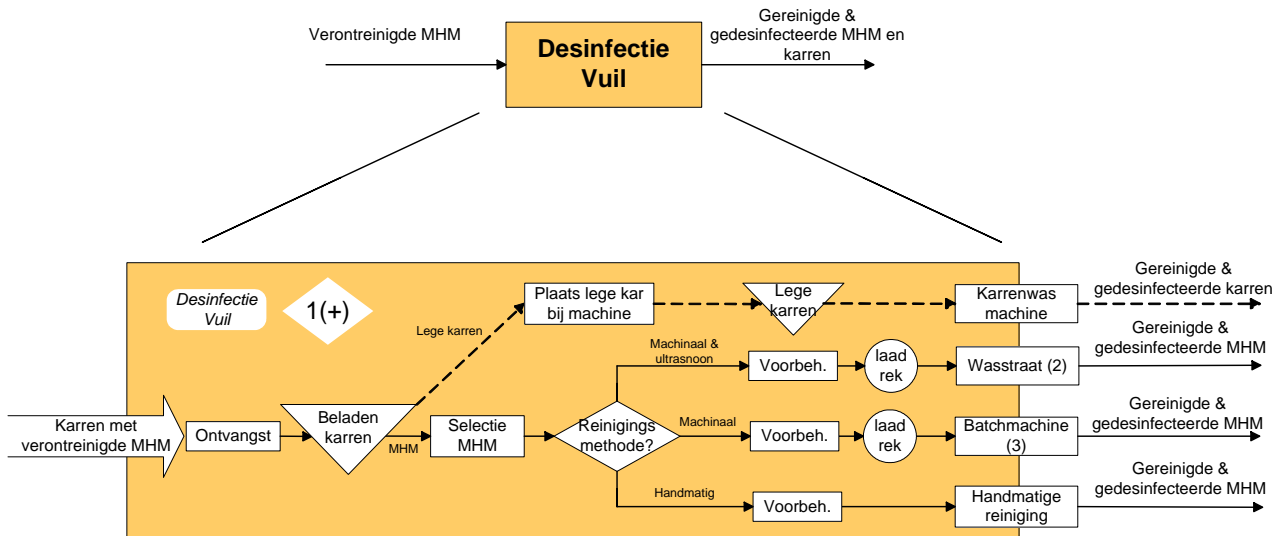 Verontreinigde MHM
Desinfectie
Vuil
Gereinigde &
gedesinfecteerde MHM en
karren
Desinfectie
Vuil
1(+)
Lege karren
Plaats lege kar
bij machine
Lege
karren
Karrenwas
machine
Gereinigde &
gedesinfecteerde karren
Machinaal &
ultrasnoon
Voorbeh.
laad
rek
Wasstraat (2)
Gereinigde &
gedesinfecteerde MHM
Karren met
verontreinigde MHM
Ontvangst
Beladen
karren
MHM
Selectie
MHM
Reinigings
methode?
Machinaal
Voorbeh.
laad
rek
Batchmachine
(3)
Gereinigde &
gedesinfecteerde MHM
Handmatig
Voorbeh.
Handmatige
reiniging
Gereinigde &
gedesinfecteerde MHM